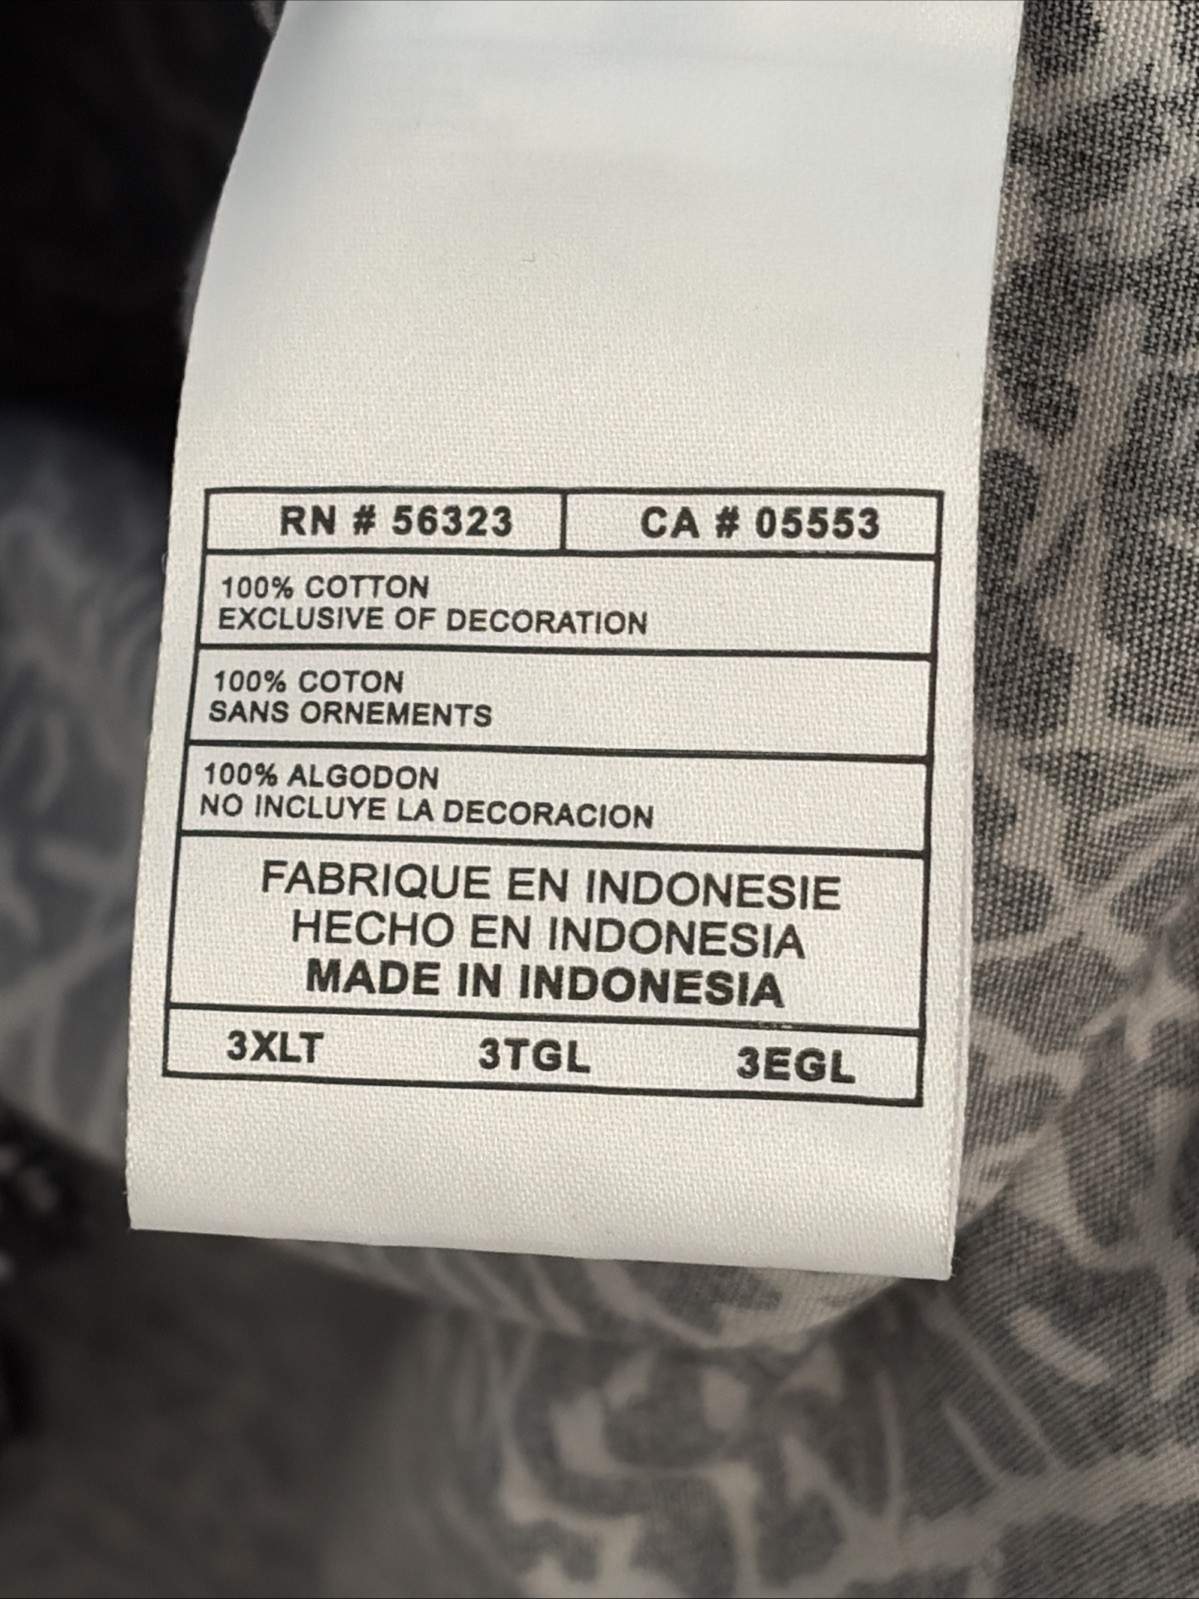 RN # 56323 CA # 05553
100% COTTON
EXCLUSIVE OF DECORATION
100% COTON
SANS ORNEMENTS
100% ALGODON
NO INCLUYE LA DECORACION
FABRIQUE EN INDONESIE
HECHO EN INDONESIA
MADE IN INDONESIA
3XLT 3TGL 3EGL